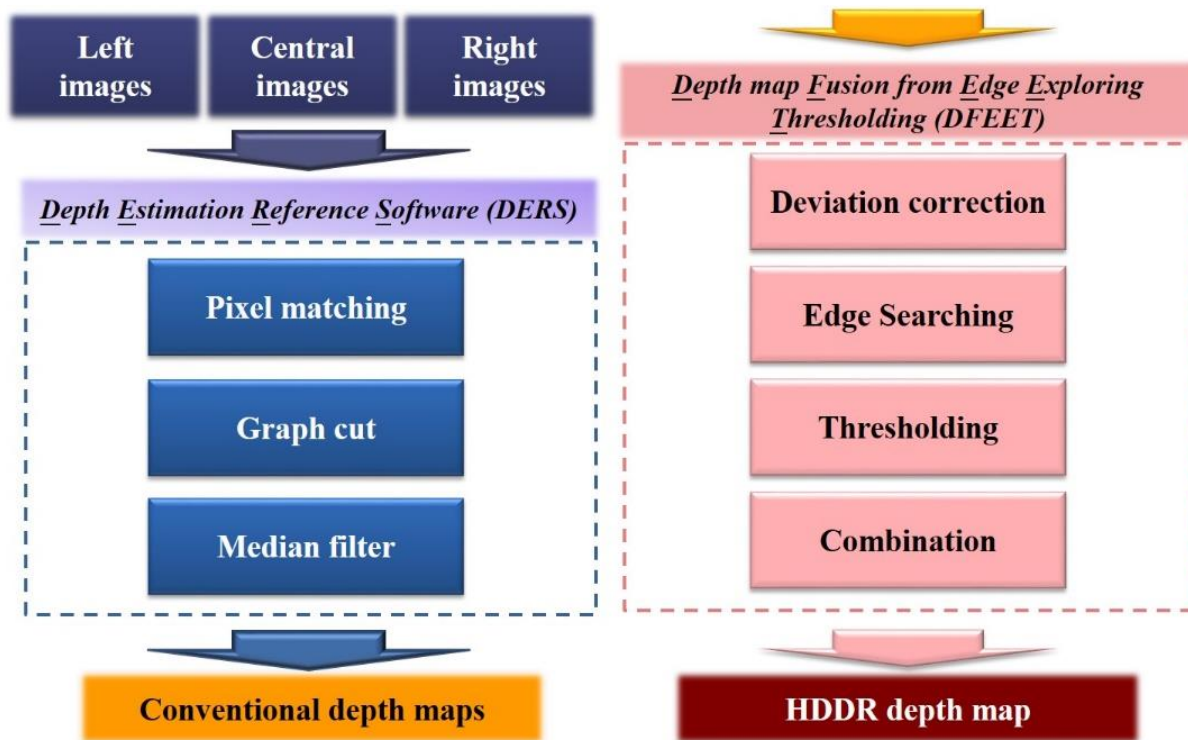 Left
images
Central
images
Right
images
Depth Estimation Reference Software (DERS)
Pixel matching
Graph cut
Median filter
Conventional depth maps
Depth map Fusion from Edge Exploring
Thresholding (DFEET)
Deviation correction
Edge Searching
Thresholding
Combination
HDDR depth map